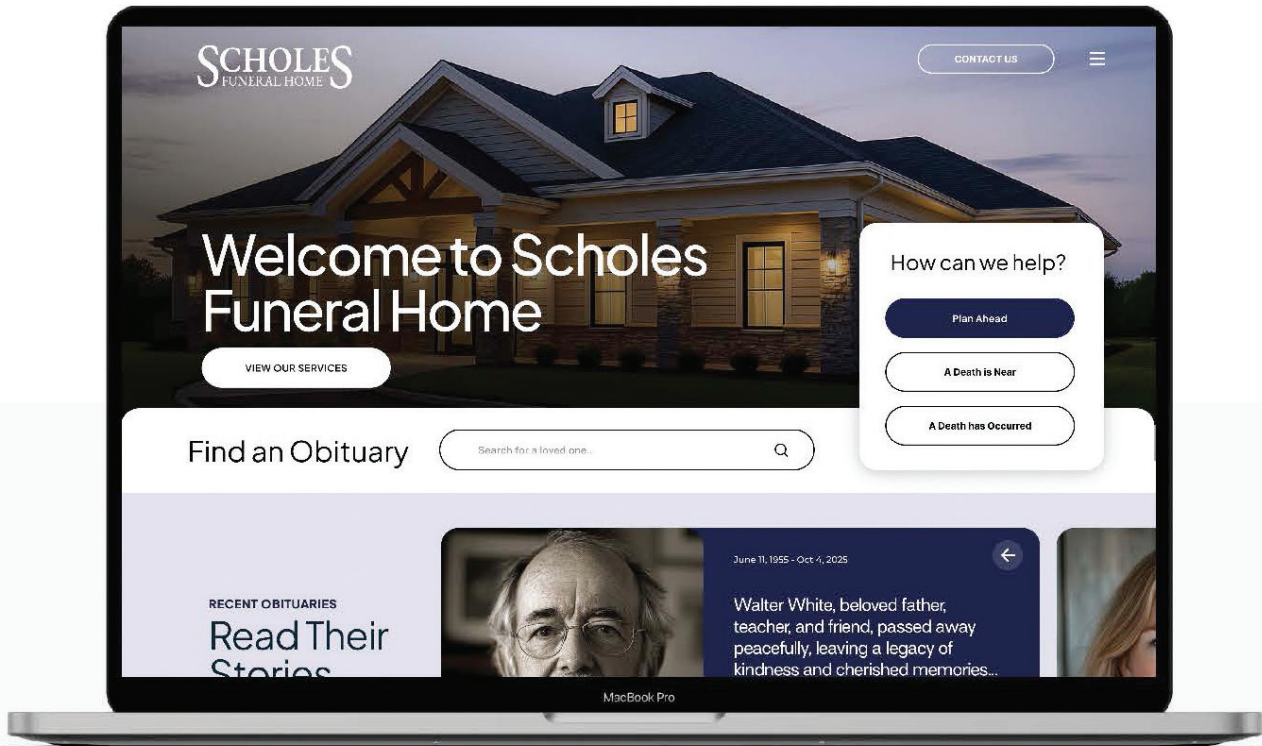 SCHOLES
FUNERAL HOME
CONTACT US
Welcome to Scholes
Funeral Home
VIEW OUR SERVICES
How can we help?
Plan Ahead
A Death is Near
A Death has Occurred
Find an Obituary
Search for a loved one...
RECENT OBITUARIES
Read Their
Stories
June 11, 1955 - Oct 4, 2025
Walter White, beloved father,
teacher, and friend, passed away
peacefully, leaving a legacy of
kindness and cherished memories...
MacBook Pro